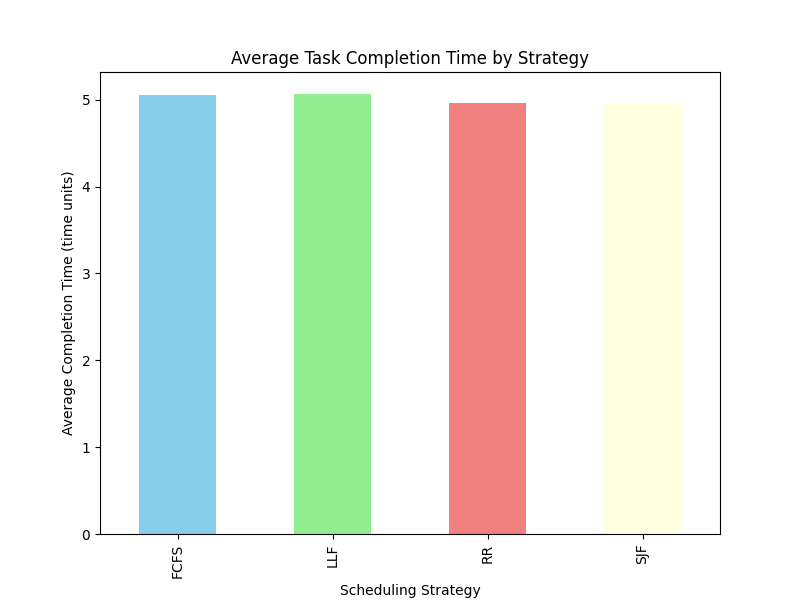 Average Task Completion Time by Strategy
Average Completion Time (time units)
5
4
3
2
1
0
FCFS
LLF
RR
SJF
Scheduling Strategy